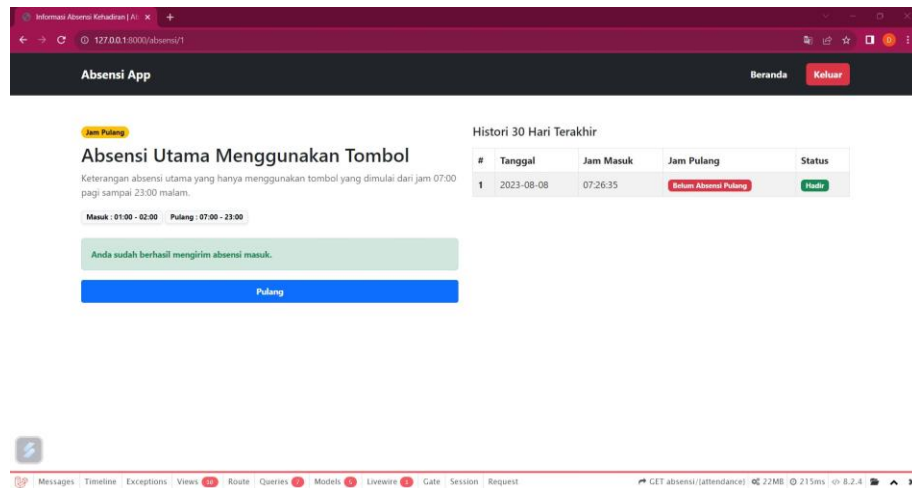 Informasi Absensi Kehadiran | Al
127.0.0.1:8000/absensi/1
Absensi App
Beranda
Keluar
Jam Pulang
Absensi Utama Menggunakan Tombol
Keterangan absensi utama yang hanya menggunakan tombol yang dimulai dari jam 07:00
pagi sampai 23:00 malam.
Masuk : 01:00 - 02:00 Pulang : 07:00 - 23:00
Anda sudah berhasil mengirim absensi masuk.
Pulang
Histori 30 Hari Terakhir
# Tanggal Jam Masuk Jam Pulang Status
1 2023-08-08 07:26:35 Belum Absensi Pulang Hadir
Messages Timeline Exceptions Views Route Queries 7 Models Livewire Gate Session Request GET absensi/{attendance} 22MB 215ms 8.2.4